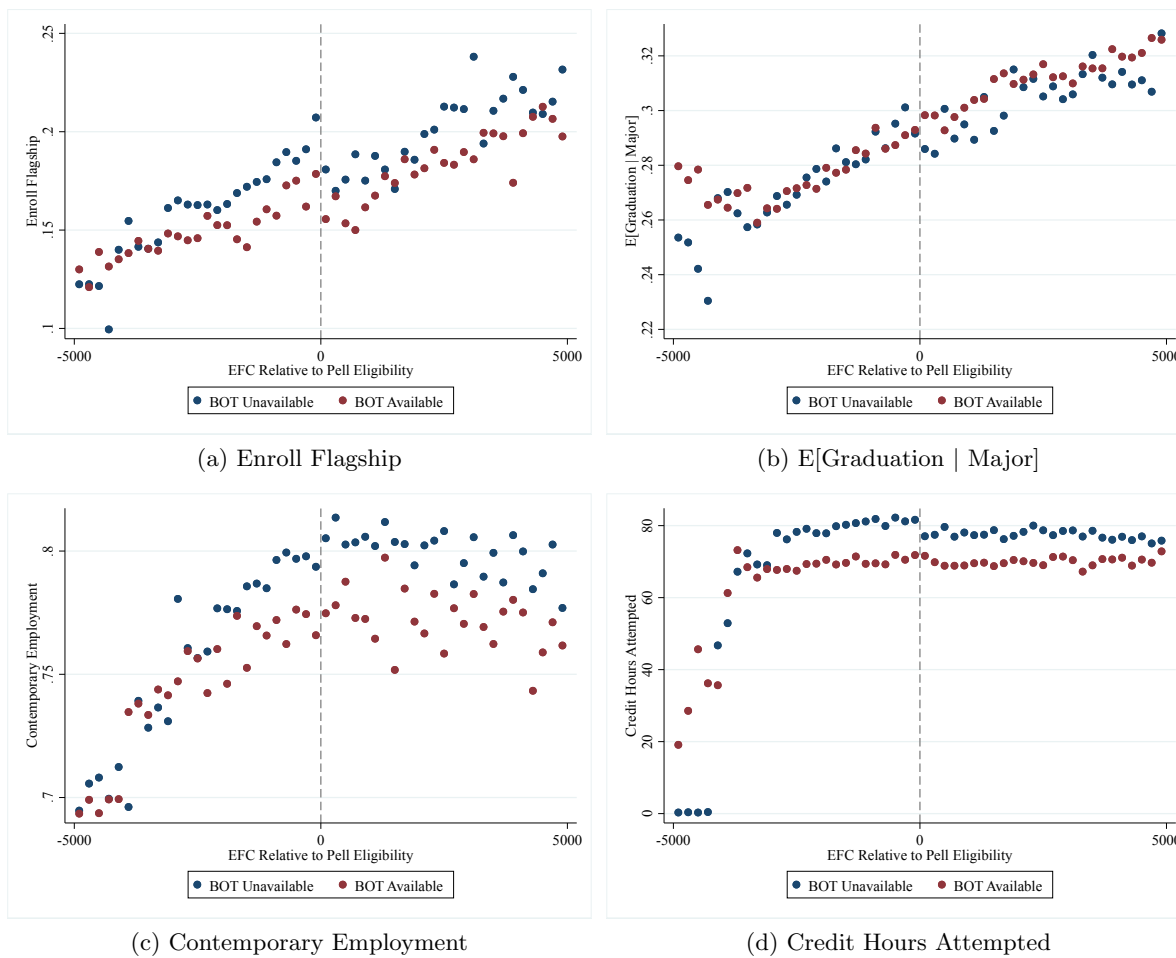 .25
.2
.15
.1
Enroll Flagship
-5000 0 5000
EFC Relative to Pell Eligibility
BOT Unavailable BOT Available
(a) Enroll Flagship
.32
.3
.28
.26
.24
.22
E[Graduation | Major]
-5000 0 5000
EFC Relative to Pell Eligibility
BOT Unavailable BOT Available
(b) E[Graduation | Major]
.8
.75
.7
Contemporary Employment
-5000 0 5000
EFC Relative to Pell Eligibility
BOT Unavailable BOT Available
(c) Contemporary Employment
80
60
40
20
0
Credit Hours Attempted
-5000 0 5000
EFC Relative to Pell Eligibility
BOT Unavailable BOT Available
(d) Credit Hours Attempted